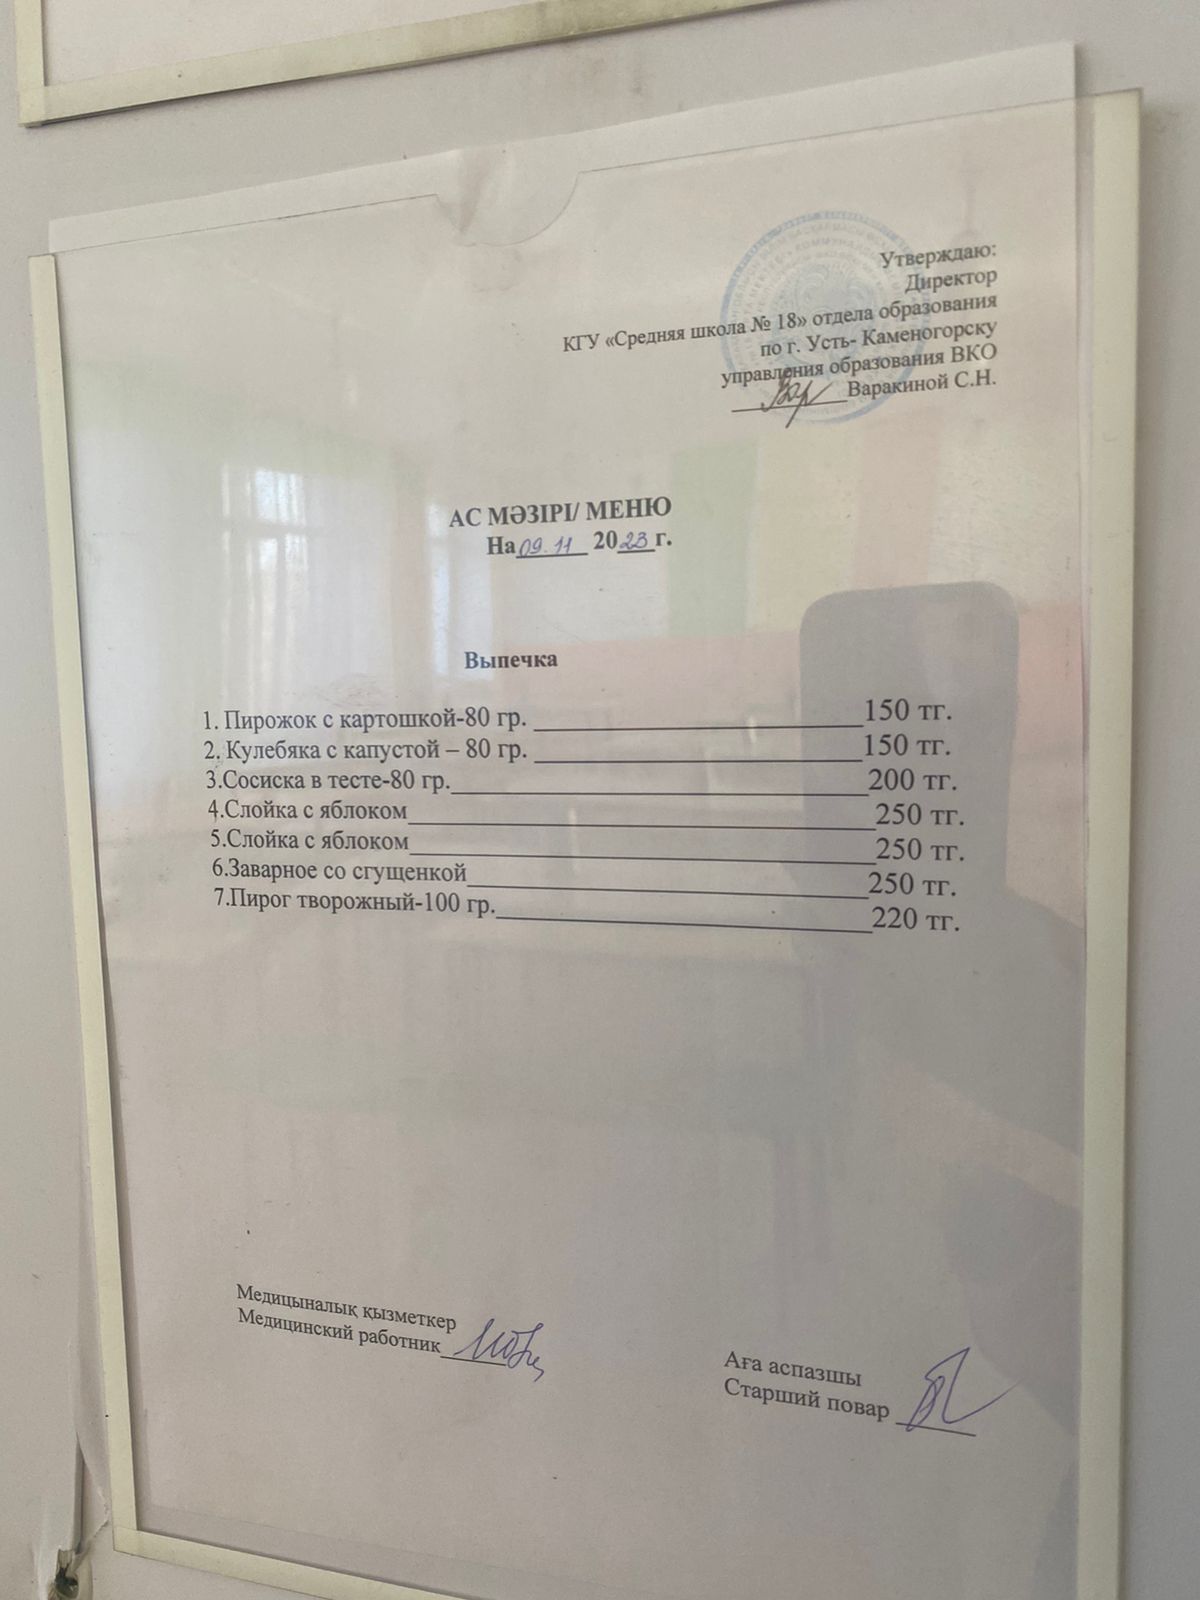 Утверждаю:
Директор
КГУ «Средняя школа № 18» отдела образования
по г. Усть- Каменогорску
управления образования ВКО
Варакиной С.Н.
АС МӘЗІРІ/ МЕНЮ
На 09.11 2023 г.
Выпечка
1. Пирожок с картошкой-80 гр. 150 тг.
2. Кулебяка с капустой – 80 гр. 150 тг.
3.Сосиска в тесте-80 гр. 200 тг.
4.Слойка с яблоком 250 тг.
5.Слойка с яблоком 250 тг.
6.Заварное со сгущенкой 250 тг.
7.Пирог творожный-100 гр. 220 тг.
Медициналық қызметкер
Медицинский работник
Аға аспазшы
Старший повар